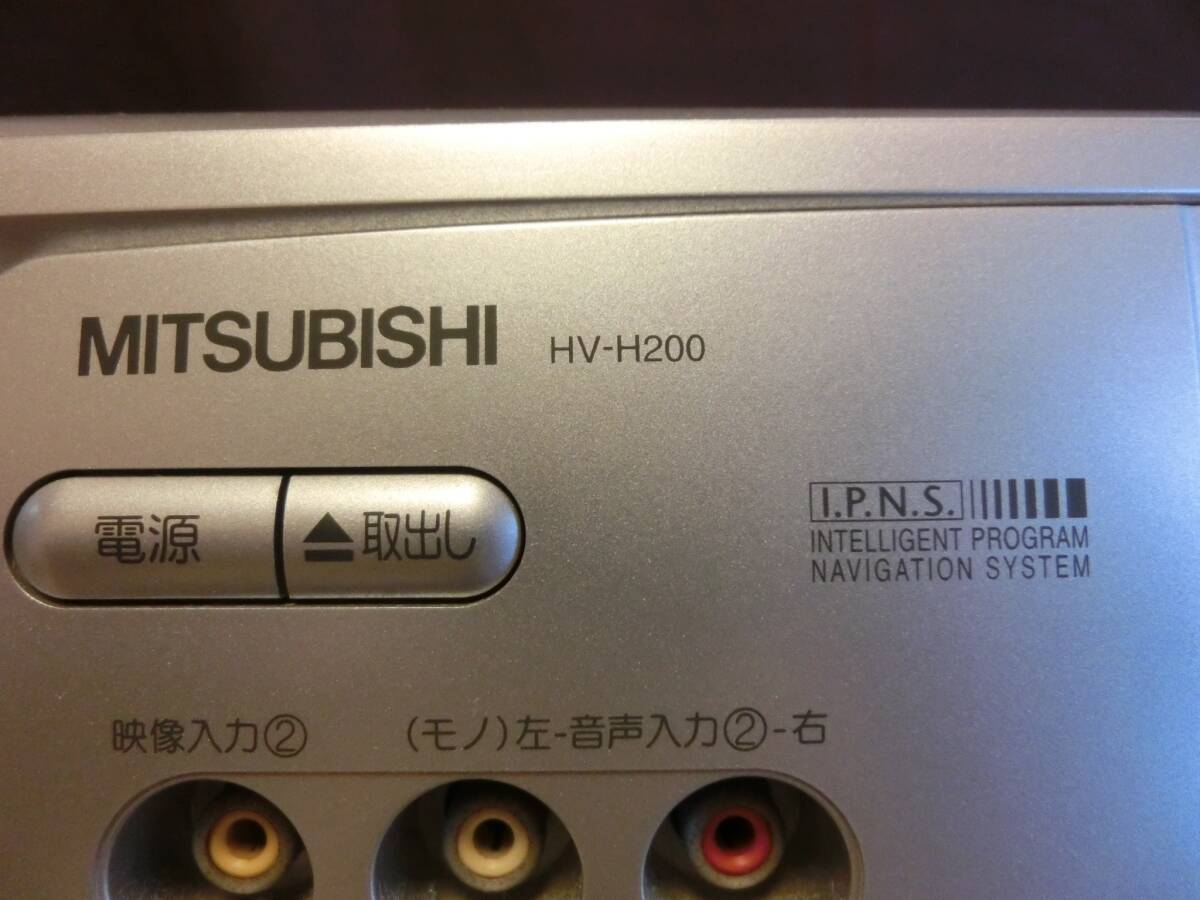 MITSUBISHI HV-H200
電源 ⏏取出し
I.P.N.S.
INTELLIGENT PROGRAM
NAVIGATION SYSTEM
映像入力② (モノ)左-音声入力②-右